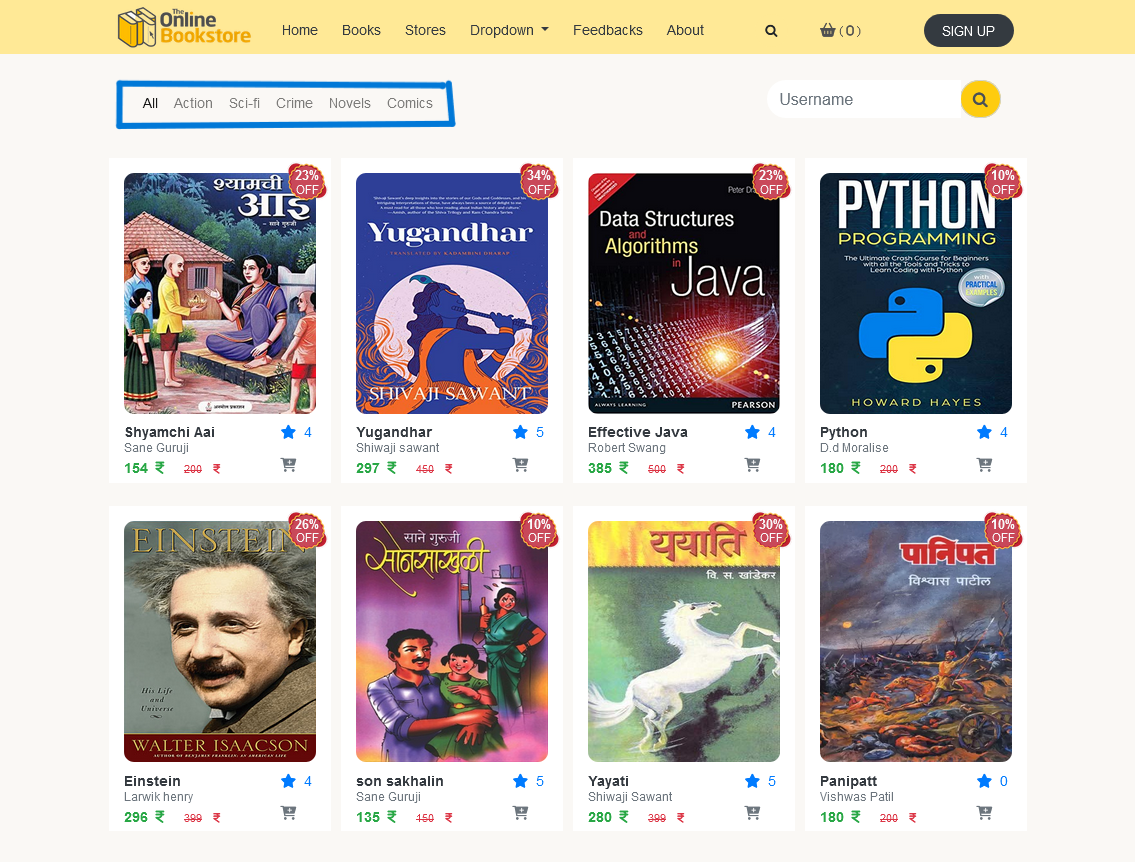 The Online Bookstore
Home Books Stores Dropdown Feedbacks About (0) SIGN UP
All Action Sci-fi Crime Novels Comics
Username
23% OFF
श्यामची आई
- साने गुरुजी
Shyamchi Aai 4
Sane Guruji
154 ₹ 200 ₹
34% OFF
Yugandhar
TRANSLATED BY KADAMBINI DHARAP
SHIVAJI SAWANT
Yugandhar 5
Shiwaji sawant
297 ₹ 450 ₹
23% OFF
Data Structures
and
Algorithms
in
Java
ALWAYS LEARNING PEARSON
Effective Java 4
Robert Swang
385 ₹ 500 ₹
10% OFF
PYTHON
PROGRAMMING
The Ultimate Crash Course for Beginners
with all the Tools and Tricks to
Learn Coding with Python
with
PRACTICAL
EXAMPLES
HOWARD HAYES
Python 4
D.d Moralise
180 ₹ 200 ₹
26% OFF
EINSTEIN
His Life
and
Universe
WALTER ISAACSON
AUTHOR OF BENJAMIN FRANKLIN: AN AMERICAN LIFE
Einstein 4
Larwik henry
296 ₹ 399 ₹
10% OFF
साने गुरुजी
सोनसाखळी
son sakhalin 5
Sane Guruji
135 ₹ 150 ₹
30% OFF
ययाति
वि. स. खांडेकर
Yayati 5
Shiwaji Sawant
280 ₹ 399 ₹
10% OFF
पानिपत
विश्वास पाटील
Panipatt 0
Vishwas Patil
180 ₹ 200 ₹